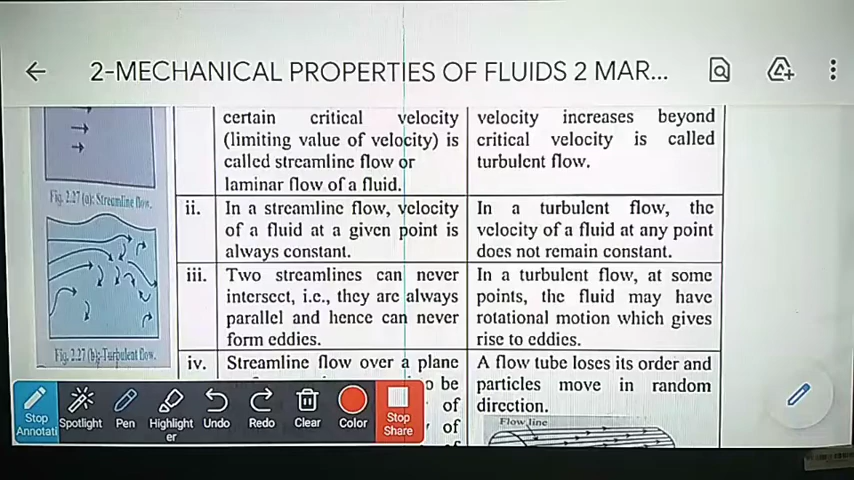 2-MECHANICAL PROPERTIES OF FLUIDS 2 MAR...
certain critical velocity
(limiting value of velocity) is
called streamline flow or
laminar flow of a fluid.
velocity increases beyond
critical velocity is called
turbulent flow.
Fig. 2.27 (a): Streamline flow.
ii.
In a streamline flow, velocity
of a fluid at a given point is
always constant.
In a turbulent flow, the
velocity of a fluid at any point
does not remain constant.
iii.
Two streamlines can never
intersect, i.e., they are always
parallel and hence can never
form eddies.
In a turbulent flow, at some
points, the fluid may have
rotational motion which gives
rise to eddies.
Fig. 2.27 (b): Turbulent flow.
iv.
Streamline flow over a plane
o be
of
of
A flow tube loses its order and
particles move in random
direction.
Flow line
Stop
Annotati
Spotlight
Pen
Highlight
er
Undo
Redo
Clear
Color
Stop
Share